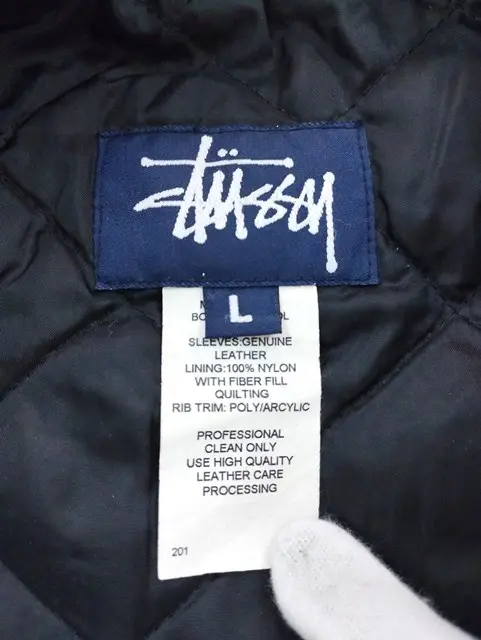 Stüssy
L
SLEEVES:GENUINE
LEATHER
LINING:100% NYLON
WITH FIBER FILL
QUILTING
RIB TRIM: POLY/ARCYLIC
PROFESSIONAL
CLEAN ONLY
USE HIGH QUALITY
LEATHER CARE
PROCESSING
201